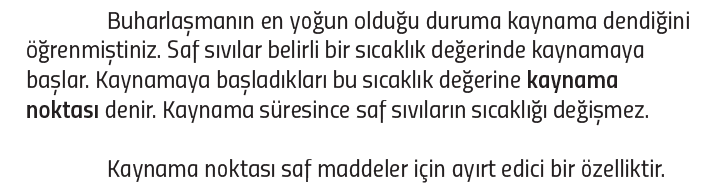 Buharlaşmanın en yoğun olduğu duruma kaynama dendiğini
öğrenmiştiniz. Saf sıvılar belirli bir sıcaklık değerinde kaynamaya
başlar. Kaynamaya başladıkları bu sıcaklık değerine kaynama
noktası denir. Kaynama süresince saf sıvıların sıcaklığı değişmez.
Kaynama noktası saf maddeler için ayırt edici bir özelliktir.